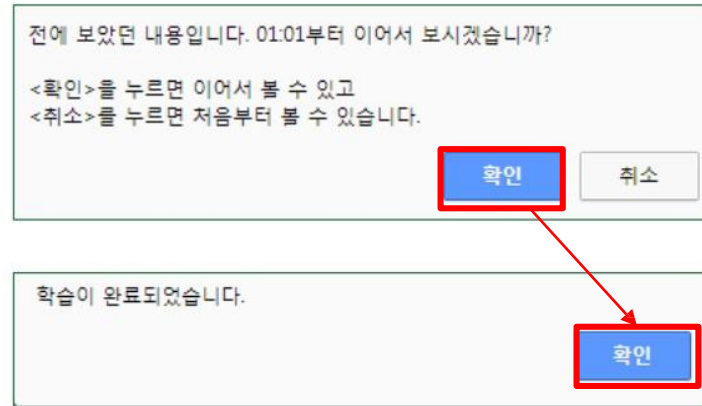 전에 보았던 내용입니다. 01:01부터 이어서 보시겠습니까?
<확인>을 누르면 이어서 볼 수 있고
<취소>를 누르면 처음부터 볼 수 있습니다.
확인
취소
학습이 완료되었습니다.
확인